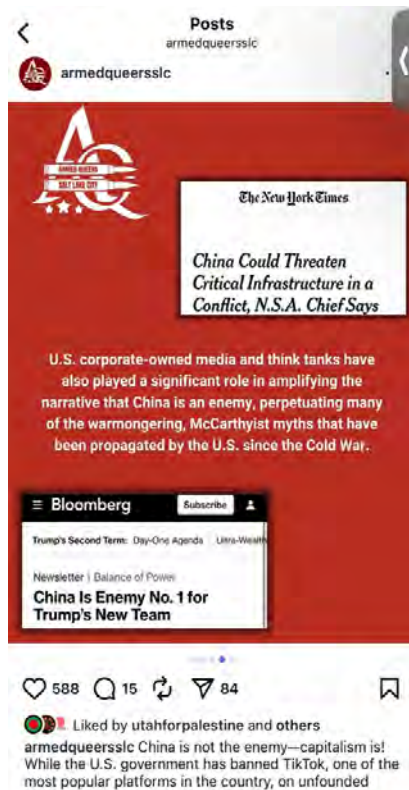 Posts
armedqueersslc
armedqueersslc
AQ
ARMED QUEERS
SALT LAKE CITY
The New York Times
China Could Threaten
Critical Infrastructure in a
Conflict, N.S.A. Chief Says
U.S. corporate-owned media and think tanks have
also played a significant role in amplifying the
narrative that China is an enemy, perpetuating many
of the warmongering, McCarthyist myths that have
been propagated by the U.S. since the Cold War.
Bloomberg Subscribe
Trump's Second Term: Day-One Agenda Ultra-Wealth
Newsletter | Balance of Power
China Is Enemy No. 1 for
Trump's New Team
588 15 84
Liked by utahforpalestine and others
armedqueersslc China is not the enemy—capitalism is!
While the U.S. government has banned TikTok, one of the
most popular platforms in the country, on unfounded